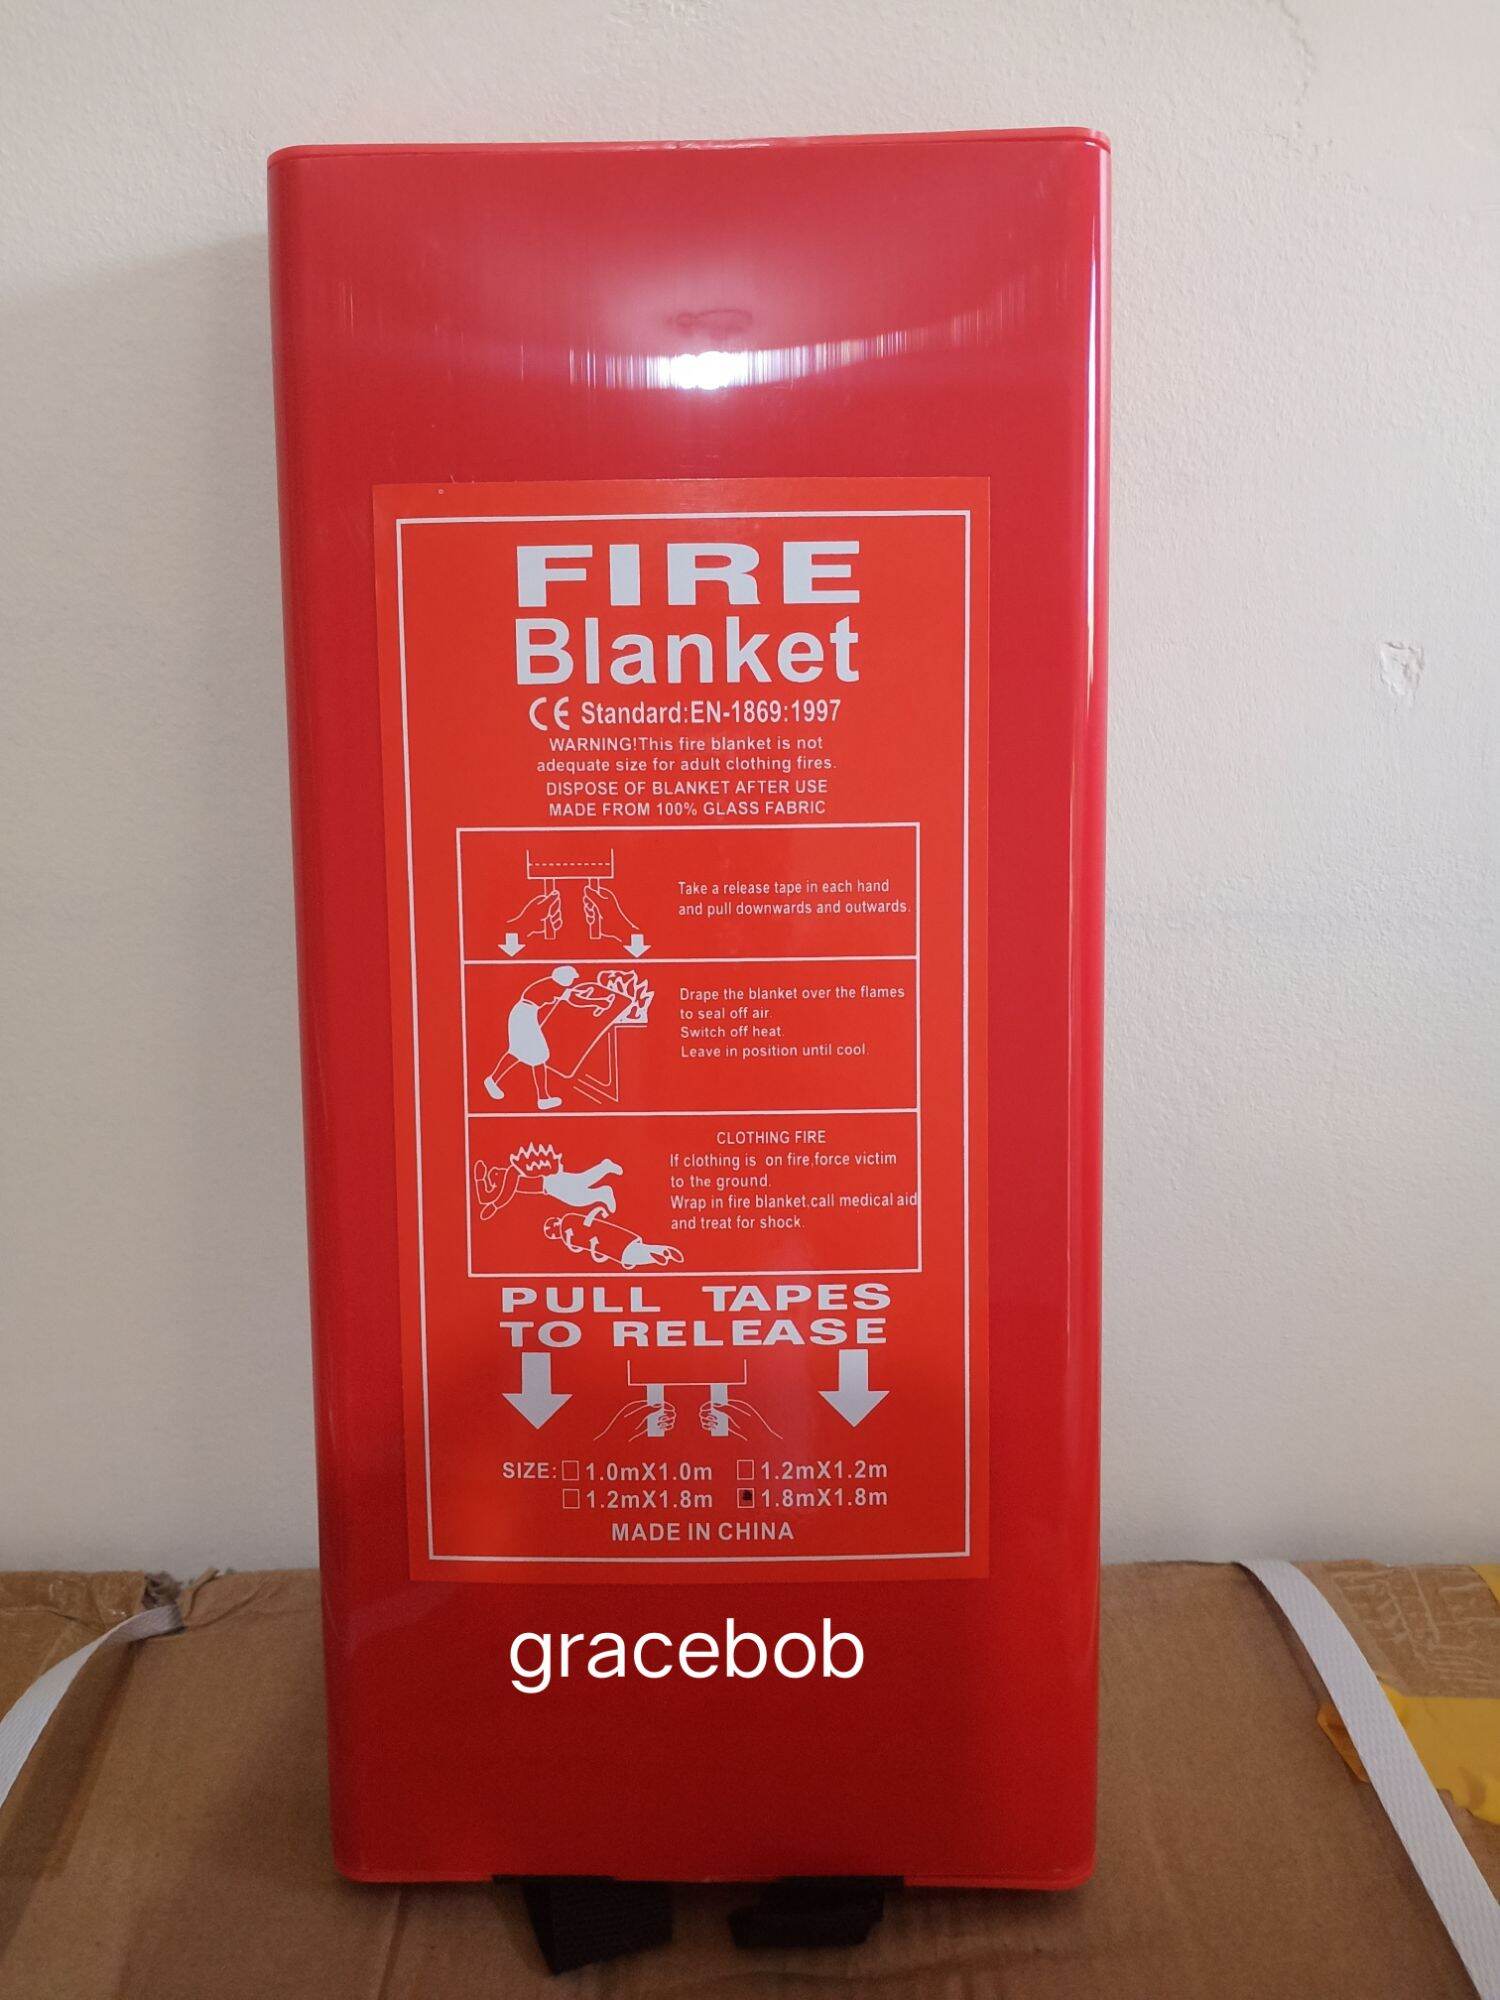 FIRE
Blanket
CE Standard:EN-1869:1997
WARNING!This fire blanket is not
adequate size for adult clothing fires.
DISPOSE OF BLANKET AFTER USE
MADE FROM 100% GLASS FABRIC
Take a release tape in each hand
and pull downwards and outwards.
Drape the blanket over the flames
to seal off air.
Switch off heat.
Leave in position until cool.
CLOTHING FIRE
If clothing is on fire,force victim
to the ground.
Wrap in fire blanket,call medical aid
and treat for shock.
PULL TAPES
TO RELEASE
SIZE: □1.0mX1.0m □1.2mX1.2m
□1.2mX1.8m ■1.8mX1.8m
MADE IN CHINA
gracebob